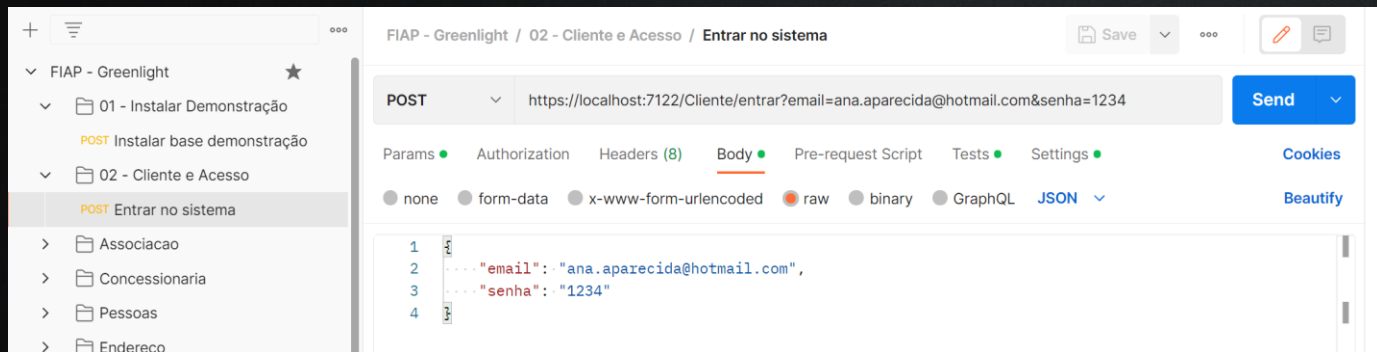 FIAP - Greenlight
01 - Instalar Demonstração
POST Instalar base demonstração
02 - Cliente e Acesso
POST Entrar no sistema
Associacao
Concessionaria
Pessoas
Endereco
FIAP - Greenlight / 02 - Cliente e Acesso / Entrar no sistema
Save
POST https://localhost:7122/Cliente/entrar?email=ana.aparecida@hotmail.com&senha=1234 Send
Params Authorization Headers (8) Body Pre-request Script Tests Settings Cookies
none form-data x-www-form-urlencoded raw binary GraphQL JSON Beautify
1 {
2 "email": "ana.aparecida@hotmail.com",
3 "senha": "1234"
4 }